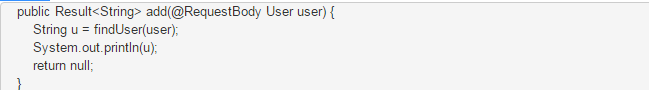 public Result<String> add(@RequestBody User user) {
String u = findUser(user);
System.out.println(u);
return null;
}